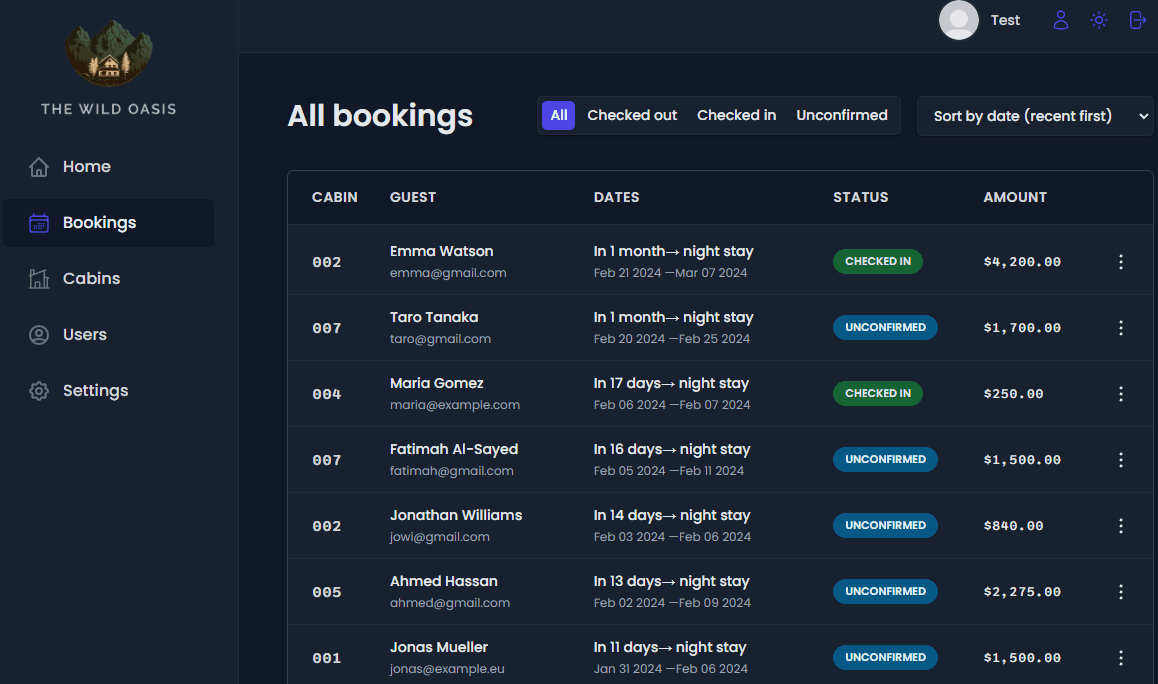 THE WILD OASIS
Home
Bookings
Cabins
Users
Settings
Test
All bookings
All Checked out Checked in Unconfirmed
Sort by date (recent first)
CABIN GUEST DATES STATUS AMOUNT
002 Emma Watson In 1 month→ night stay CHECKED IN $4,200.00
emma@gmail.com Feb 21 2024 —Mar 07 2024
007 Taro Tanaka In 1 month→ night stay UNCONFIRMED $1,700.00
taro@gmail.com Feb 20 2024 —Feb 25 2024
004 Maria Gomez In 17 days→ night stay CHECKED IN $250.00
maria@example.com Feb 06 2024 —Feb 07 2024
007 Fatimah Al-Sayed In 16 days→ night stay UNCONFIRMED $1,500.00
fatimah@gmail.com Feb 05 2024 —Feb 11 2024
002 Jonathan Williams In 14 days→ night stay UNCONFIRMED $840.00
jowi@gmail.com Feb 03 2024 —Feb 06 2024
005 Ahmed Hassan In 13 days→ night stay UNCONFIRMED $2,275.00
ahmed@gmail.com Feb 02 2024 —Feb 09 2024
001 Jonas Mueller In 11 days→ night stay UNCONFIRMED $1,500.00
jonas@example.eu Jan 31 2024 —Feb 06 2024